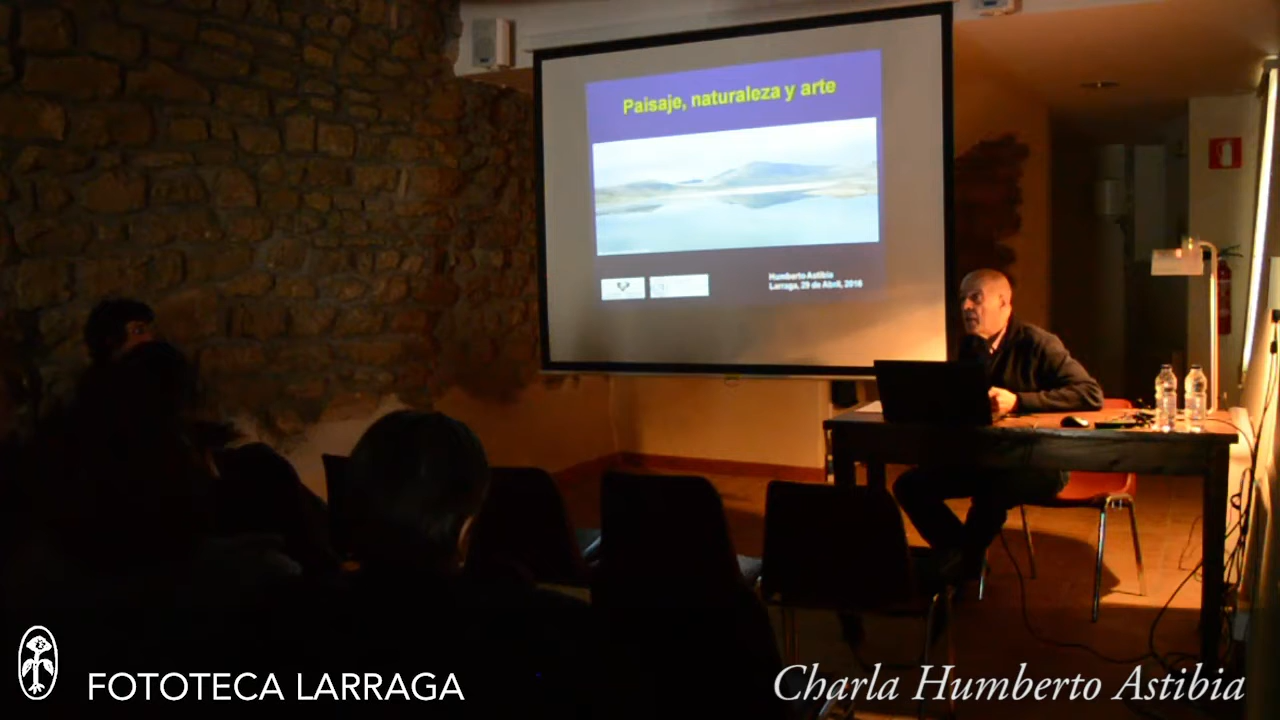 Paisaje, naturaleza y arte
Humberto Astibia
Larraga, 29 de Abril, 2016
FOTOTECA LARRAGA
Charla Humberto Astibia